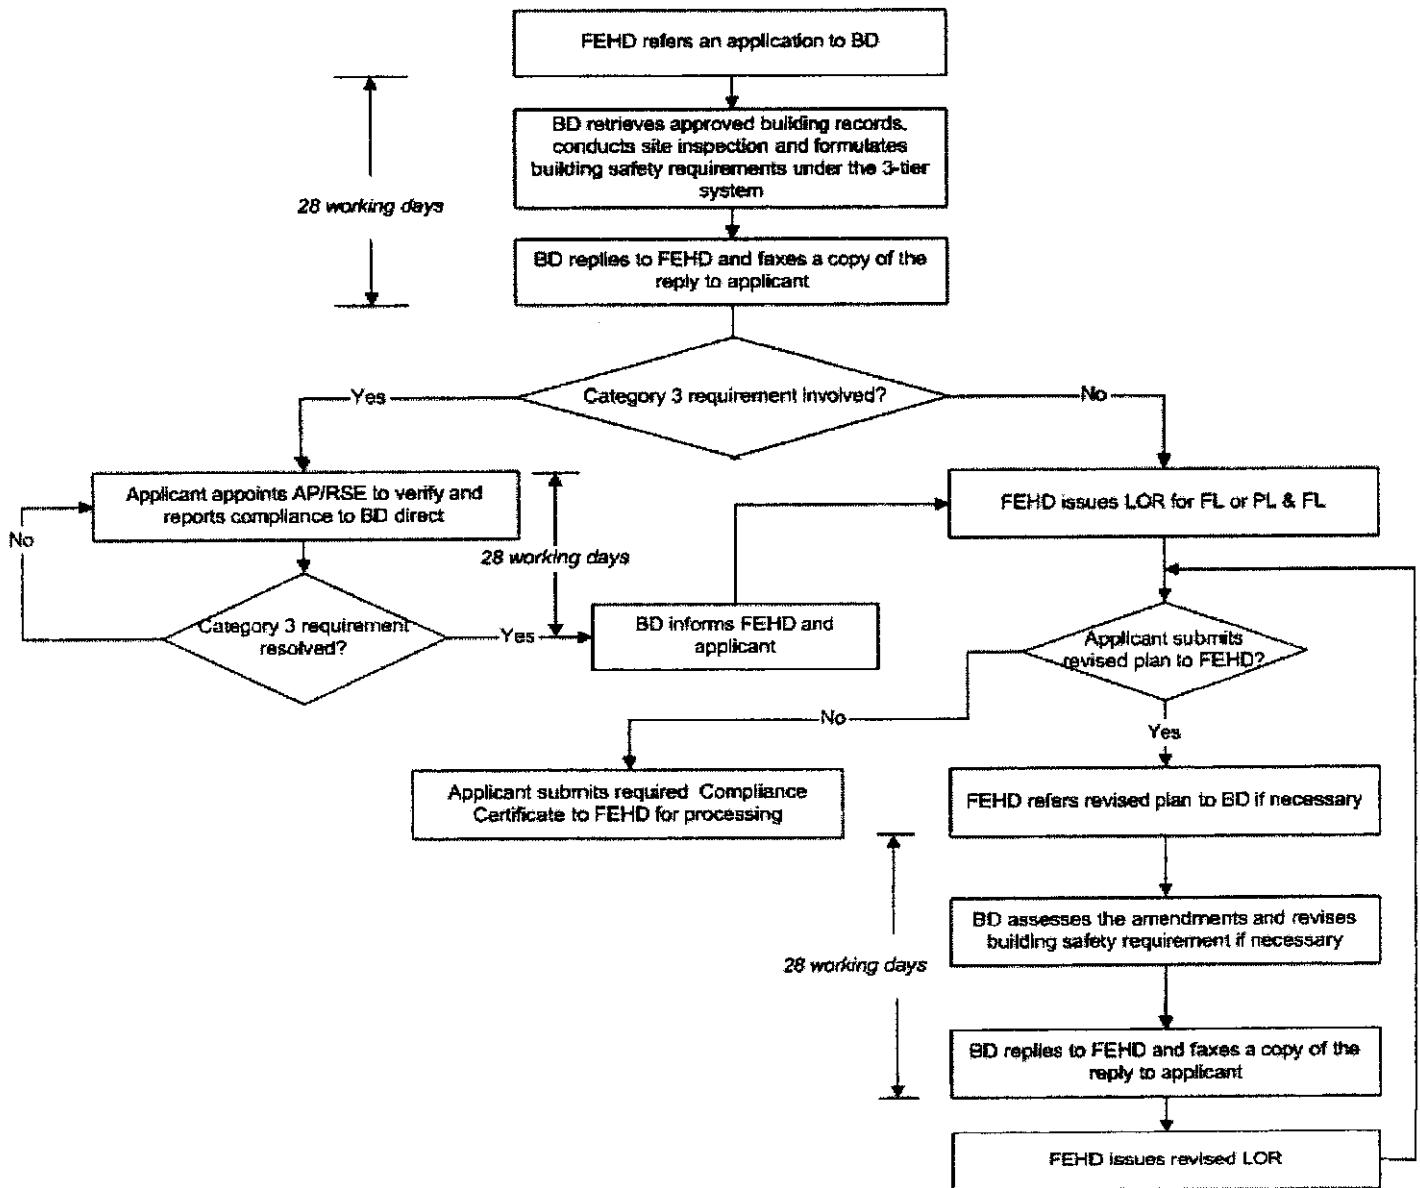 FEHD refers an application to BD
BD retrieves approved building records,
conducts site inspection and formulates
building safety requirements under the 3-tier
system
28 working days
BD replies to FEHD and faxes a copy of the
reply to applicant
Category 3 requirement involved?
Yes
No
Applicant appoints AP/RSE to verify and
reports compliance to BD direct
FEHD issues LOR for FL or PL & FL
No
28 working days
Category 3 requirement
resolved?
Yes
BD informs FEHD and
applicant
Applicant submits
revised plan to FEHD?
No
Yes
Applicant submits required Compliance
Certificate to FEHD for processing
FEHD refers revised plan to BD if necessary
BD assesses the amendments and revises
building safety requirement if necessary
28 working days
BD replies to FEHD and faxes a copy of the
reply to applicant
FEHD issues revised LOR